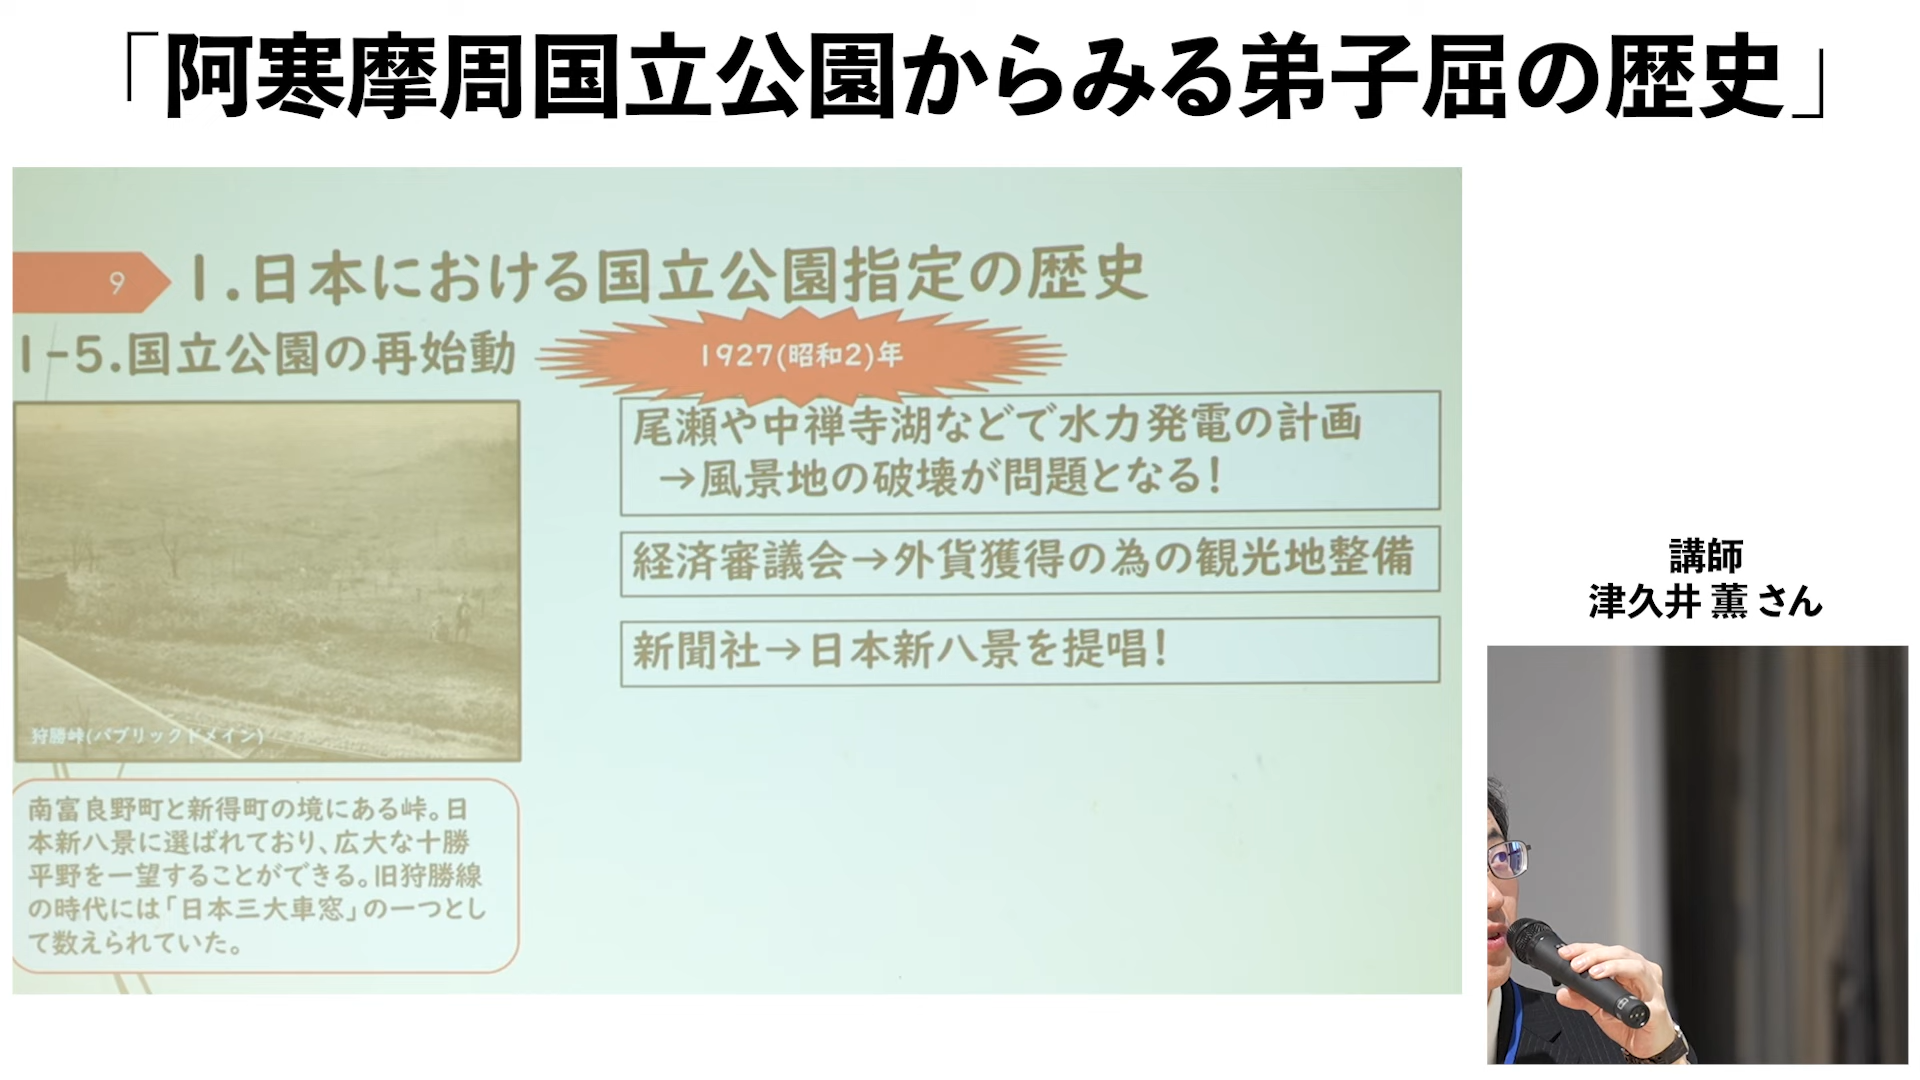 「阿寒摩周国立公園からみる弟子屈の歴史」
9
1.日本における国立公園指定の歴史
1-5.国立公園の再始動
1927(昭和2)年
尾瀬や中禅寺湖などで水力発電の計画
→風景地の破壊が問題となる!
経済審議会→外貨獲得の為の観光地整備
新聞社→日本新八景を提唱!
狩勝峠(パブリックドメイン)
南富良野町と新得町の境にある峠。日
本新八景に選ばれており、広大な十勝
平野を一望することができる。旧狩勝線
の時代には「日本三大車窓」の一つとし
て数えられていた。
講師
津久井 薫 さん